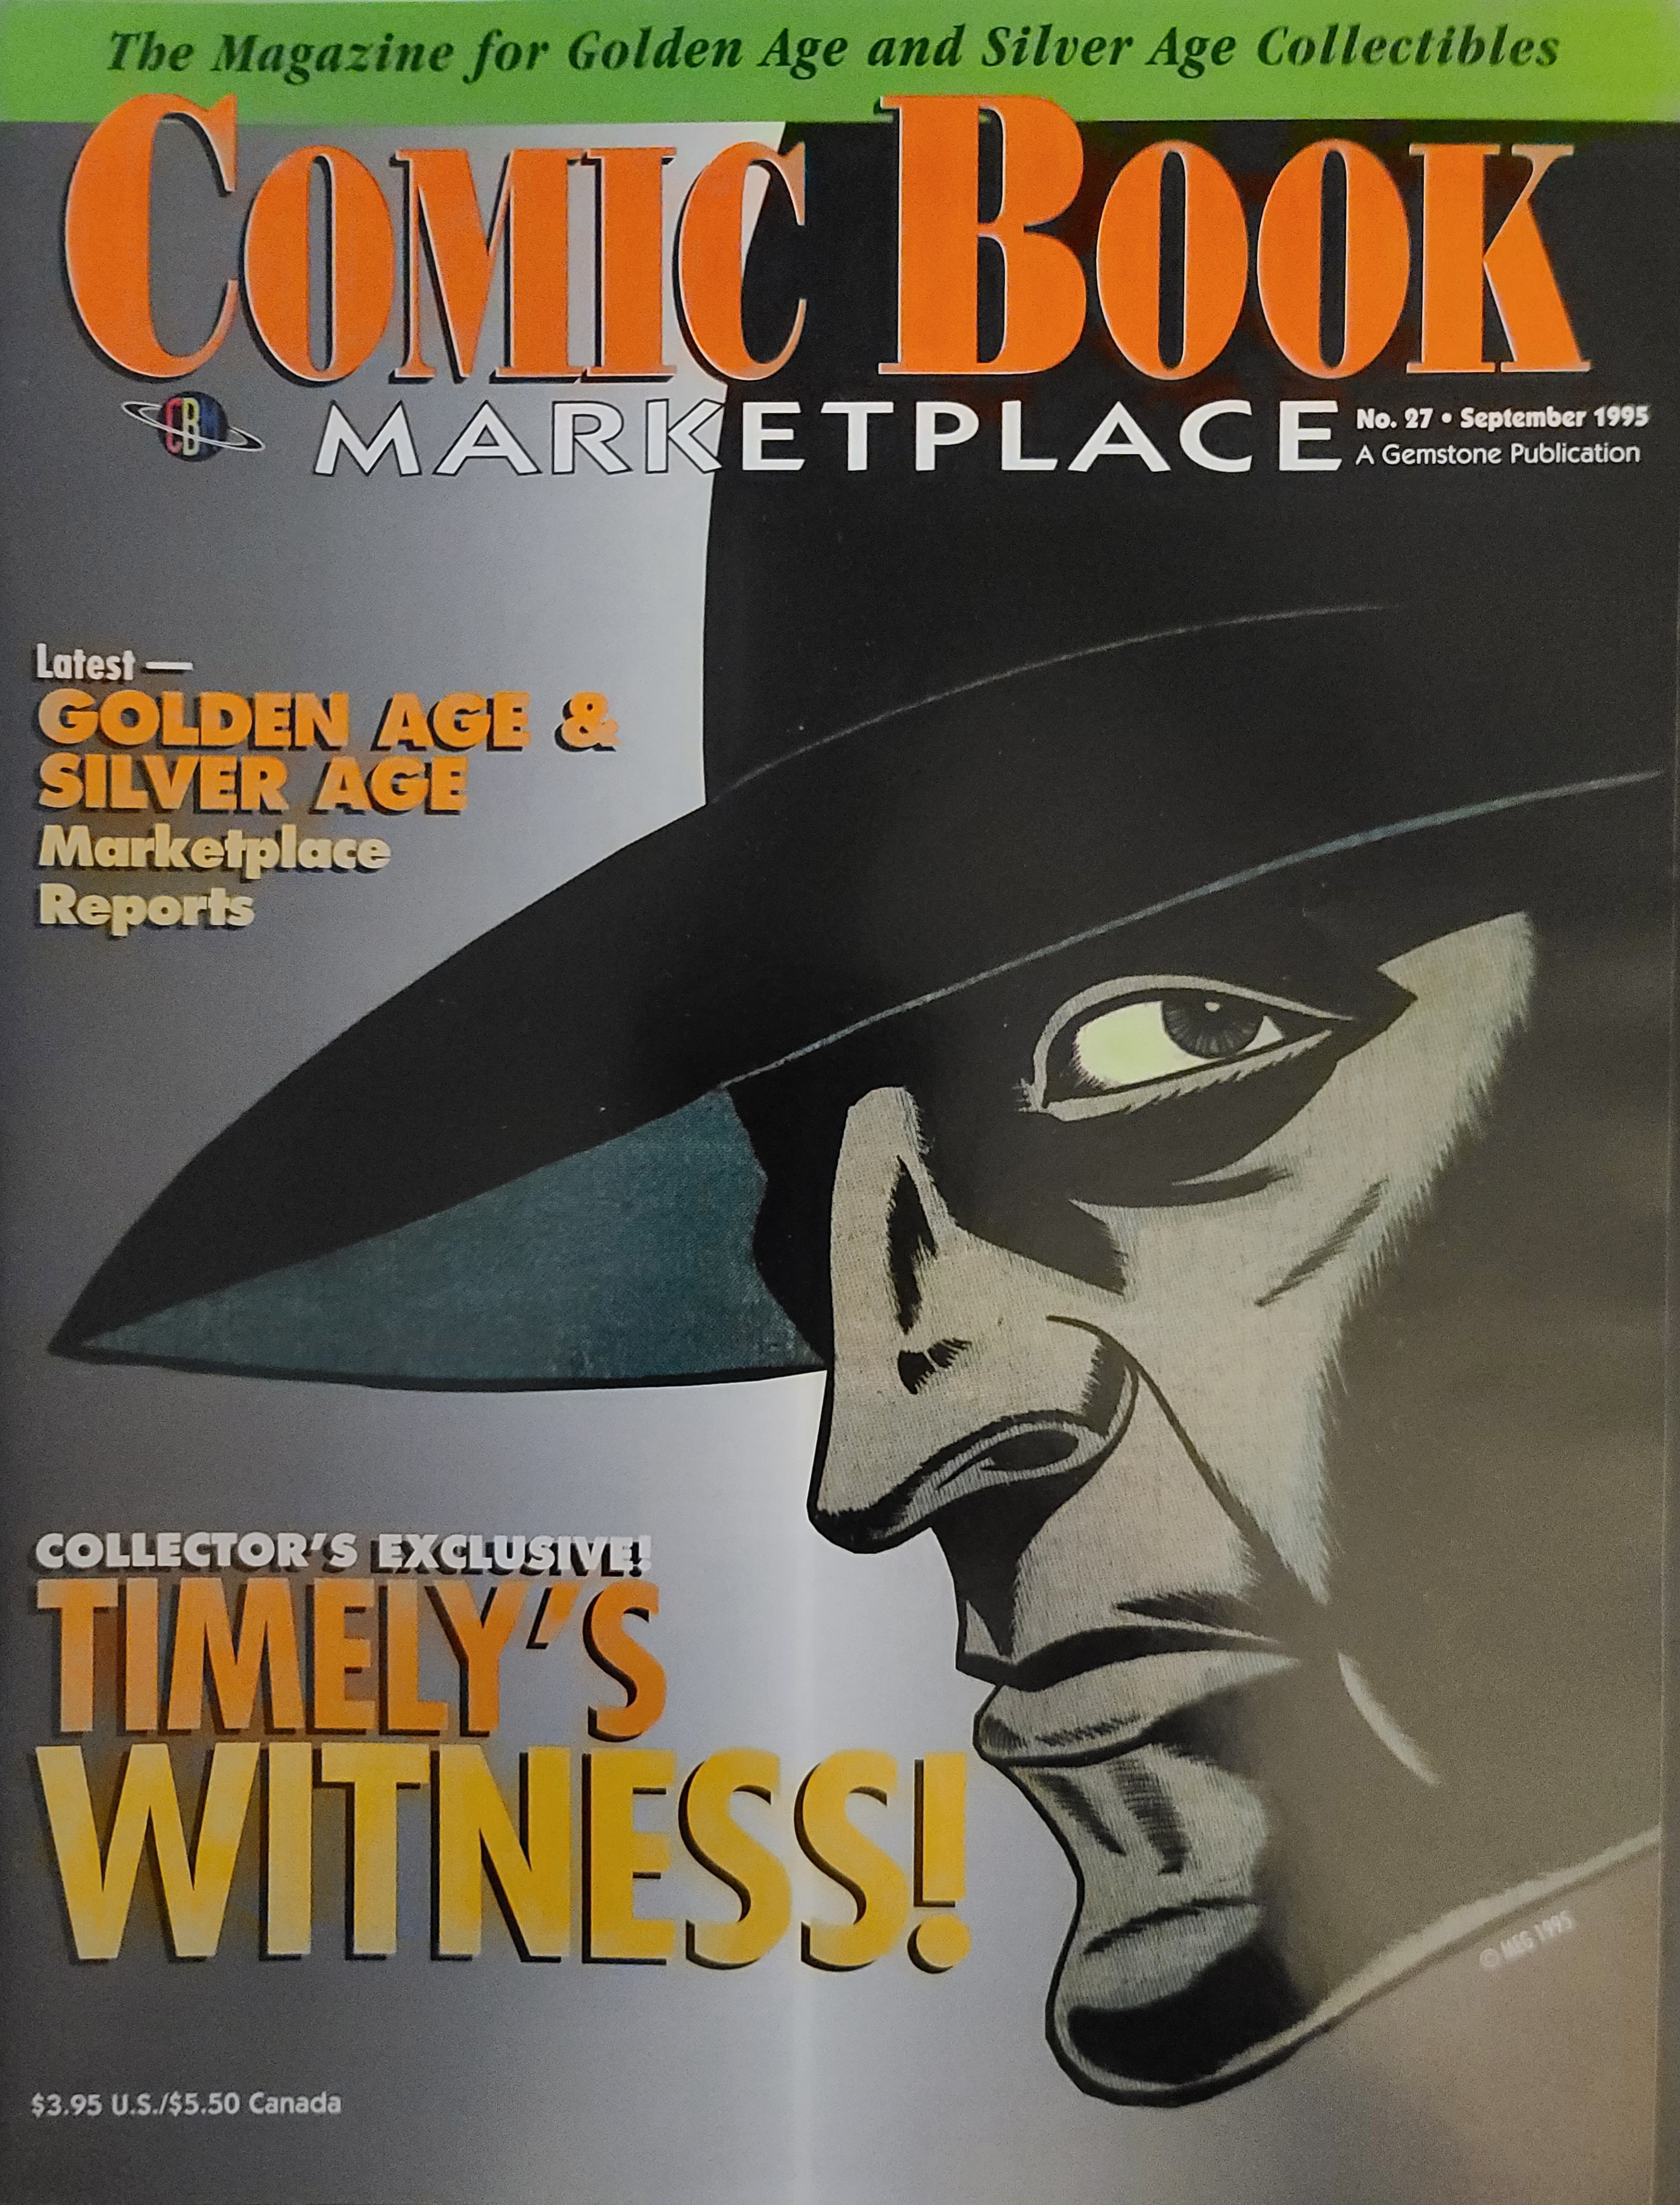 The Magazine for Golden Age and Silver Age Collectibles
COMIC BOOK
CBM
MARKETPLACE
No. 27 • September 1995
A Gemstone Publication
Latest —
GOLDEN AGE &
SILVER AGE
Marketplace
Reports
COLLECTOR'S EXCLUSIVE!
TIMELY'S
WITNESS!
© MEG 1995
$3.95 U.S./$5.50 Canada